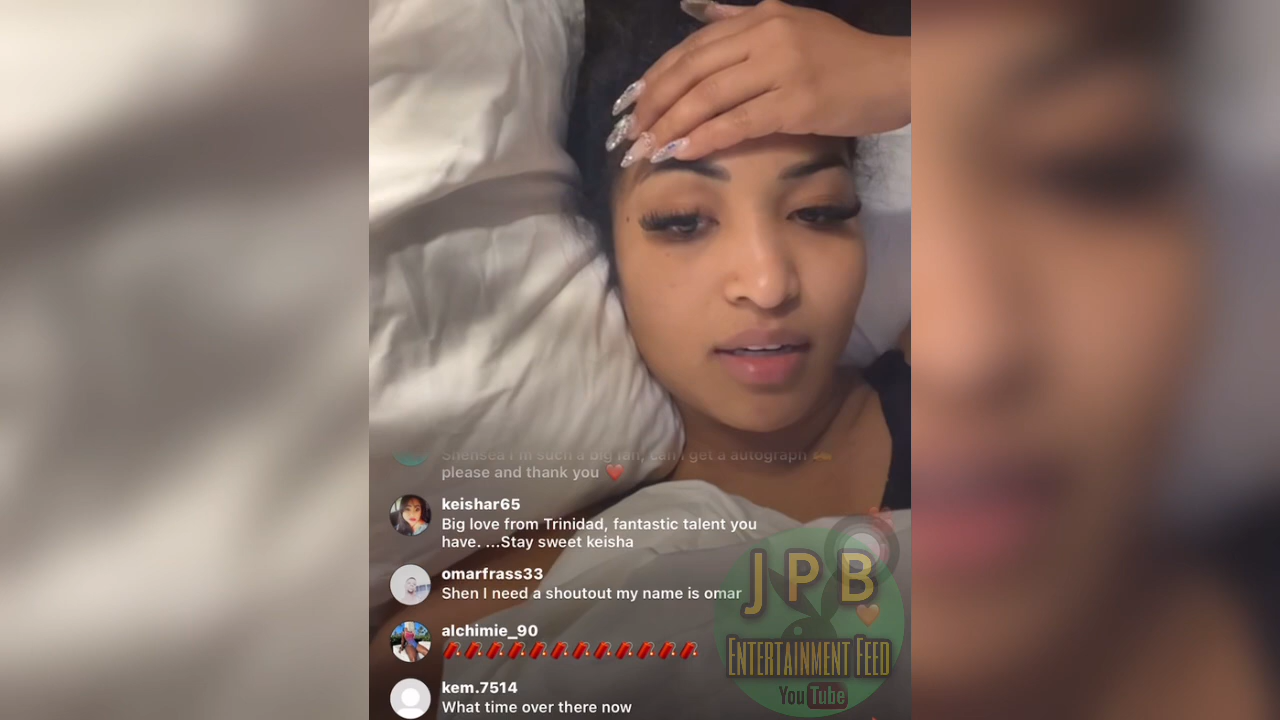 Shensea I'm such a big fan, can I get a autograph ✍️
please and thank you ❤️
keishar65
Big love from Trinidad, fantastic talent you
have. ...Stay sweet keisha
omarfrass33
Shen I need a shoutout my name is omar
alchimie_90
🧨🧨🧨🧨🧨🧨🧨🧨🧨🧨🧨🧨
kem.7514
What time over there now
JPB
ENTERTAINMENT FEED
YouTube